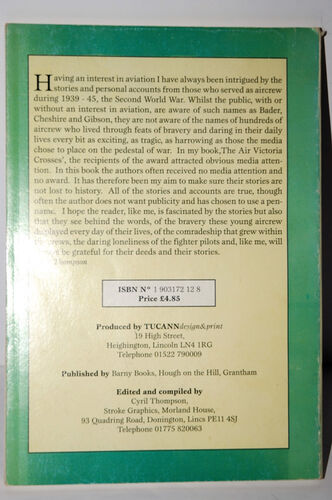 Having an interest in aviation I have always been intrigued by the
stories and personal accounts from those who served as aircrew
during 1939 - 45, the Second World War. Whilst the public, with or
without an interest in aviation, are aware of such names as Bader,
Cheshire and Gibson, they are not aware of the names of hundreds of
aircrew who lived through feats of bravery and daring in their daily
lives every bit as exciting, as tragic, as harrowing as those the media
chose to place on the pedestal of war. In my book,'The Air Victoria
Crosses', the recipients of the award attracted obvious media atten-
tion. In this book the authors often received no media attention and
no award. It has therefore been my aim to make sure their stories are
not lost to history. All of the stories and accounts are true, though
often the author does not want publicity and has chosen to use a pen-
name. I hope the reader, like me, is fascinated by the stories but also
that they see behind the words, of the bravery these young aircrew
displayed every day of their lives, of the comradeship that grew within
crews, the daring loneliness of the fighter pilots and, like me, will
be grateful for their deeds and their stories.
Thompson
ISBN Nº 1 903172 12 8
Price £4.85
Produced by TUCANNdesign&print
19 High Street,
Heighington, Lincoln LN4 1RG
Telephone 01522 790009
Published by Barny Books, Hough on the Hill, Grantham
Edited and compiled by
Cyril Thompson,
Stroke Graphics, Morland House,
93 Quadring Road, Donington, Lincs PE11 4SJ
Telephone 01775 820063